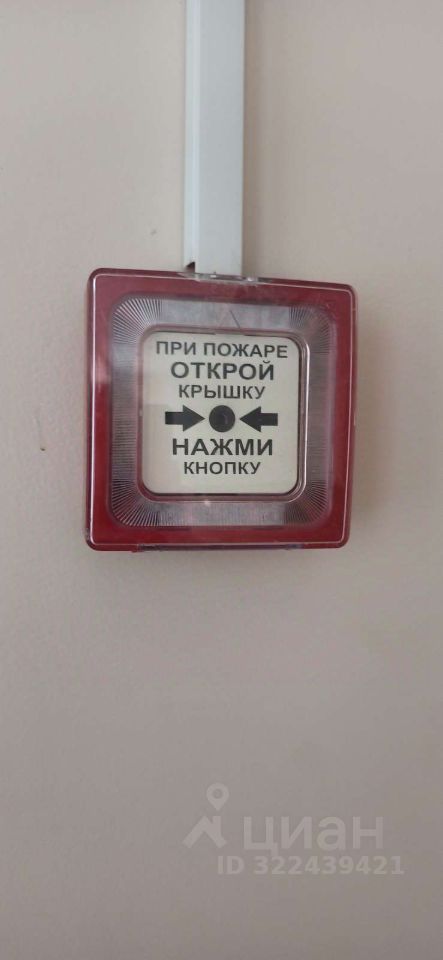 ПРИ ПОЖАРЕ
ОТКРОЙ
КРЫШКУ
НАЖМИ
КНОПКУ
циан
ID 322439421